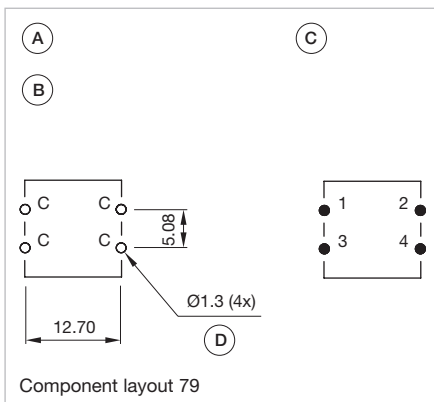 A
C
B
C C
1 2
C C
3 4
5.08
Ø1.3 (4x)
12.70
D
Component layout 79